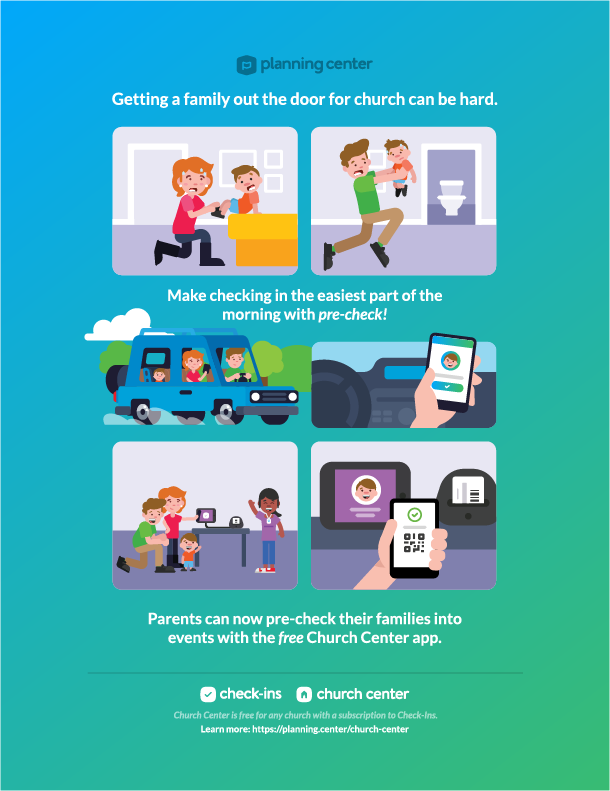 planning center
Getting a family out the door for church can be hard.
Make checking in the easiest part of the
morning with pre-check!
Parents can now pre-check their families into
events with the free Church Center app.
check-ins church center
Church Center is free for any church with a subscription to Check-Ins.
Learn more: https://planning.center/church-center